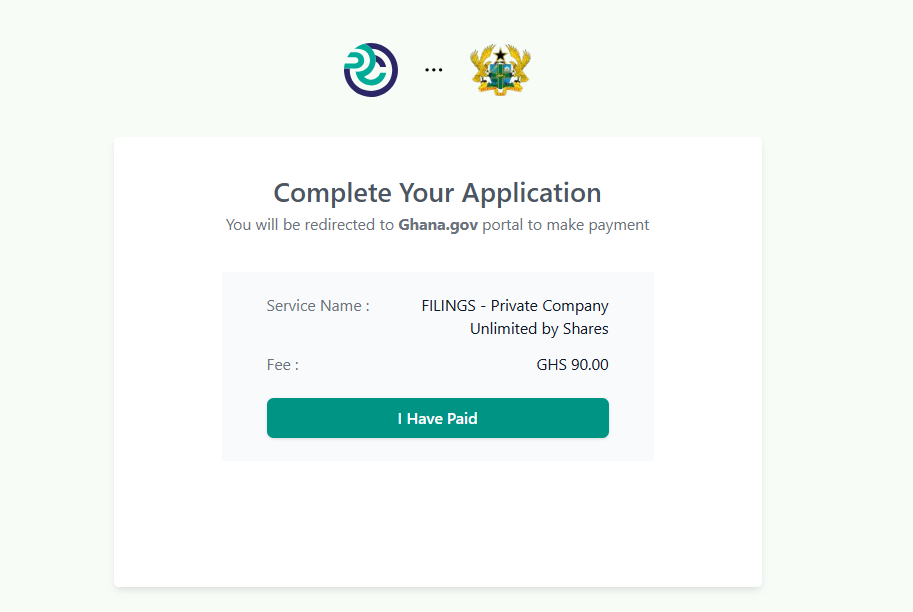 Complete Your Application
You will be redirected to Ghana.gov portal to make payment
Service Name : FILINGS - Private Company
Unlimited by Shares
Fee : GHS 90.00
I Have Paid